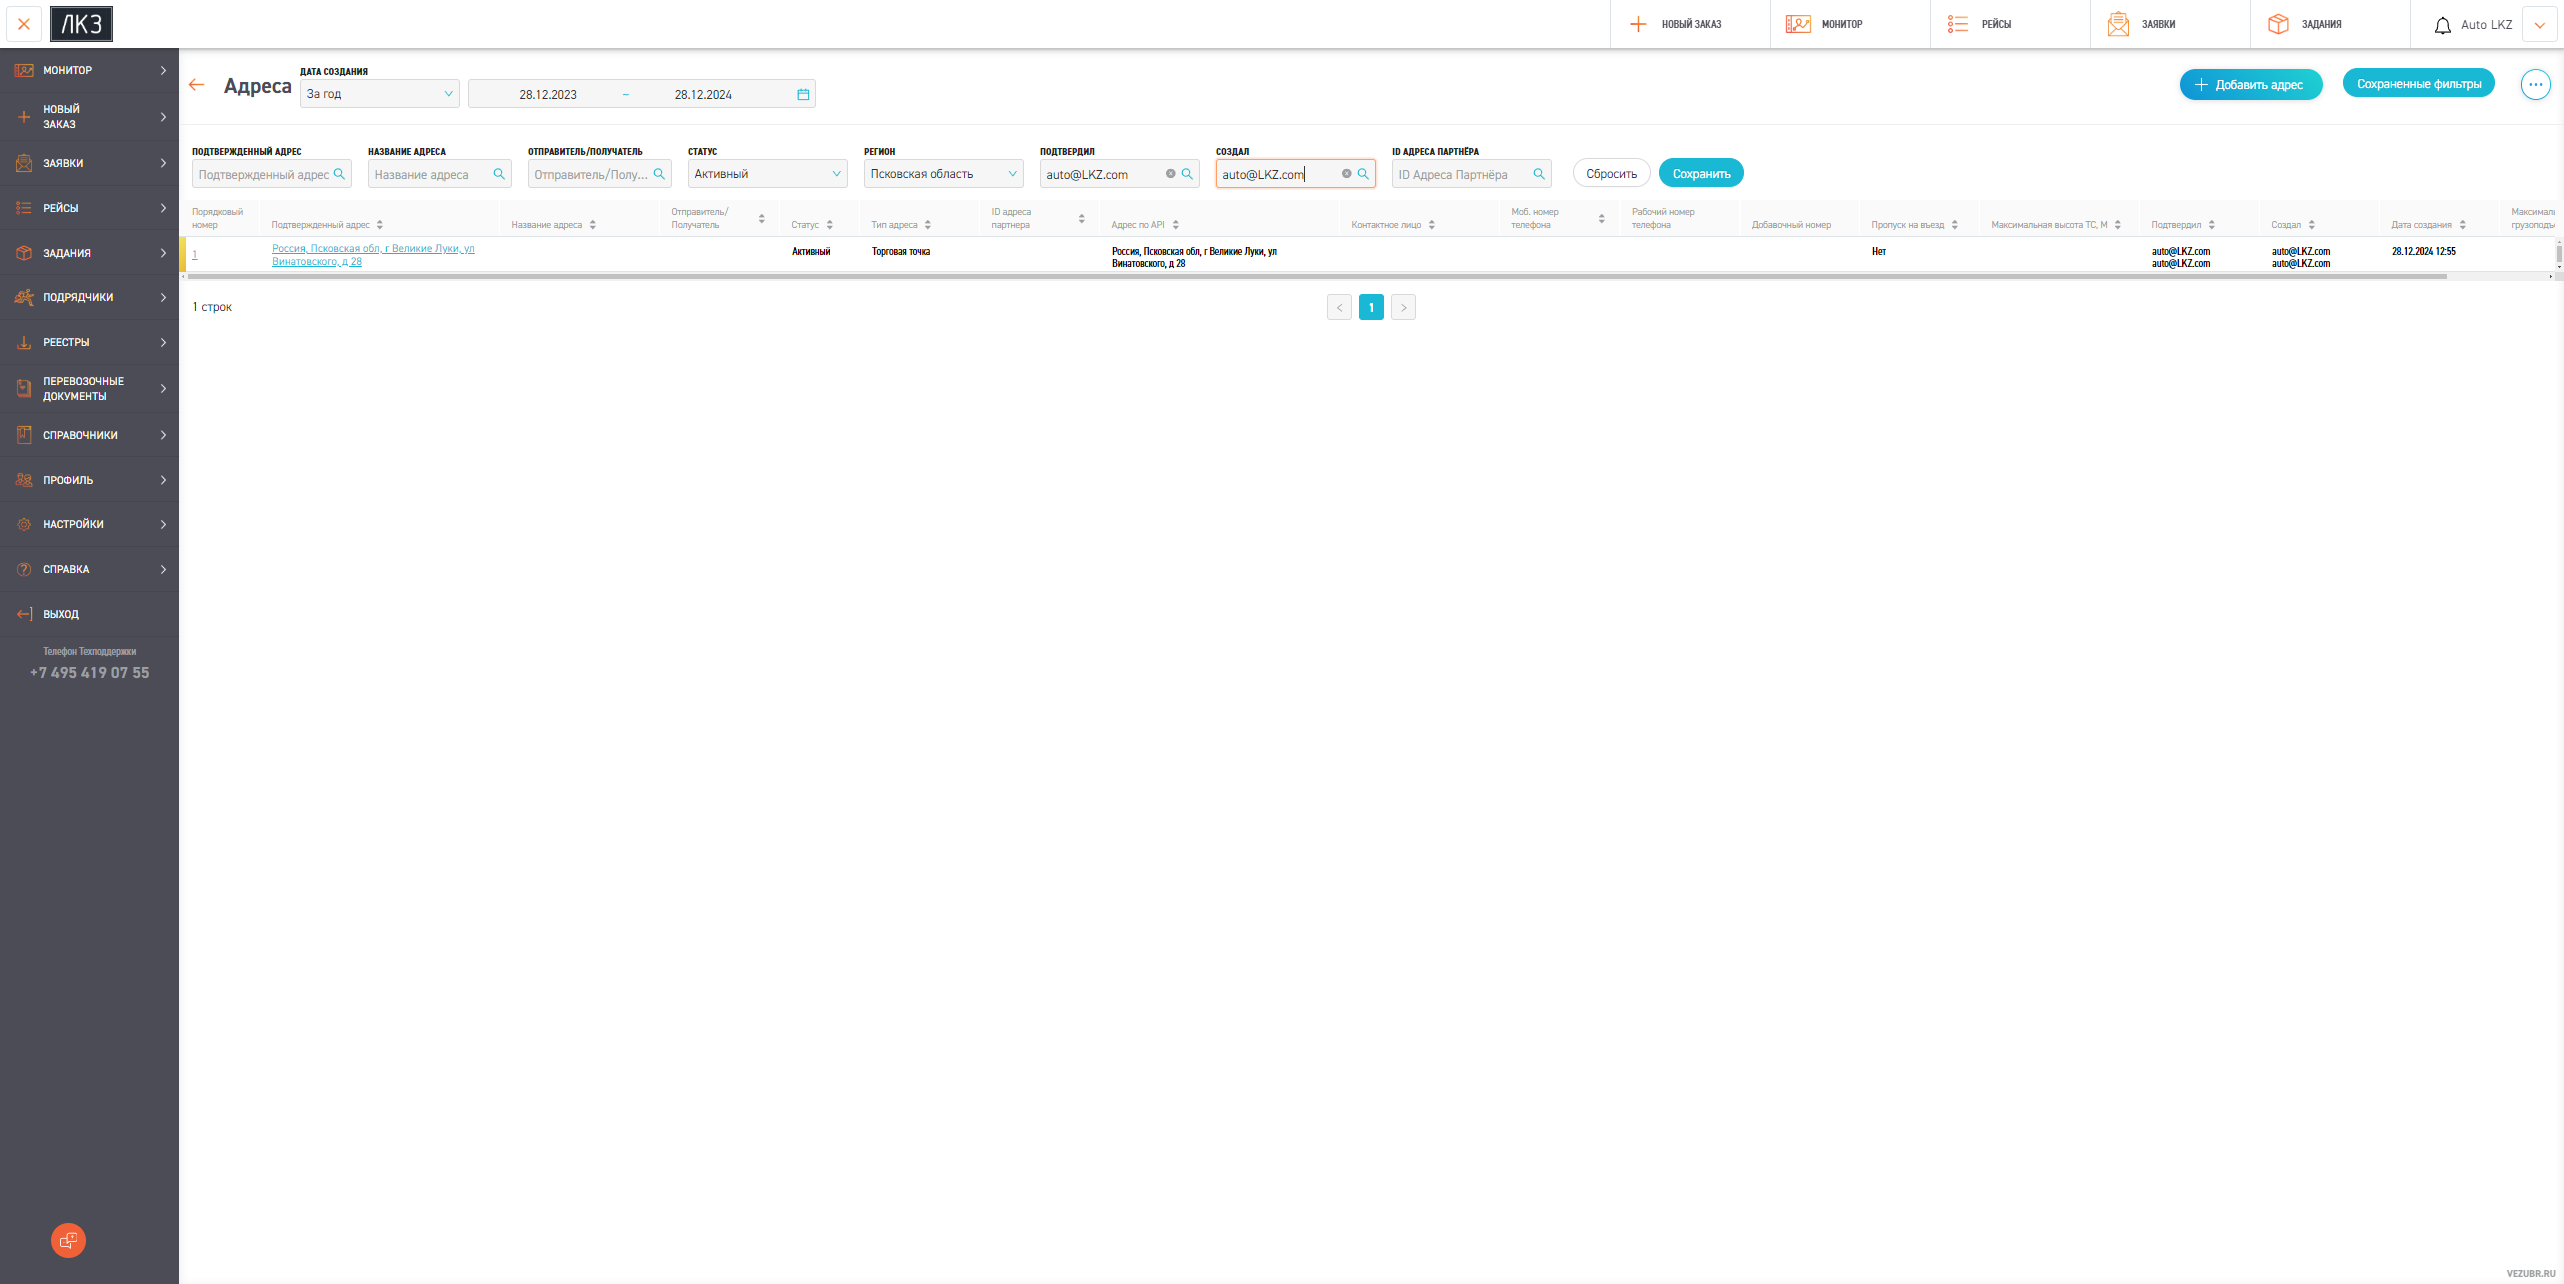 ЛКЗ
НОВЫЙ ЗАКАЗ
МОНИТОР
РЕЙСЫ
ЗАЯВКИ
ЗАДАНИЯ
Auto LKZ
МОНИТОР
НОВЫЙ
ЗАКАЗ
ЗАЯВКИ
РЕЙСЫ
ЗАДАНИЯ
ПОДРЯДЧИКИ
РЕЕСТРЫ
ПЕРЕВОЗОЧНЫЕ
ДОКУМЕНТЫ
СПРАВОЧНИКИ
ПРОФИЛЬ
НАСТРОЙКИ
СПРАВКА
ВЫХОД
Телефон Техподдержки
+7 495 419 07 55
Адреса
ДАТА СОЗДАНИЯ
За год
28.12.2023 ~ 28.12.2024
Добавить адрес
Сохраненные фильтры
ПОДТВЕРЖДЕННЫЙ АДРЕС
Подтвержденный адрес
НАЗВАНИЕ АДРЕСА
Название адреса
ОТПРАВИТЕЛЬ/ПОЛУЧАТЕЛЬ
Отправитель/Полу...
СТАТУС
Активный
РЕГИОН
Псковская область
ПОДТВЕРДИЛ
auto@LKZ.com
СОЗДАЛ
auto@LKZ.com
ID АДРЕСА ПАРТНЁРА
ID Адреса Партнёра
Сбросить
Сохранить
Порядковый
номер
Подтвержденный адрес
Название адреса
Отправитель/
Получатель
Статус
Тип адреса
ID адреса
партнера
Адрес по API
Контактное лицо
Моб. номер
телефона
Рабочий номер
телефона
Добавочный номер
Пропуск на въезд
Максимальная высота ТС, М
Подтвердил
Создал
Дата создания
Максималь
грузоподъе
1
Россия, Псковская обл, г Великие Луки, ул
Винатовского, д 28
Активный
Торговая точка
Россия, Псковская обл, г Великие Луки, ул
Винатовского, д 28
Нет
auto@LKZ.com
auto@LKZ.com
auto@LKZ.com
auto@LKZ.com
28.12.2024 12:55
1 строк
< 1 >
VEZUBR.RU